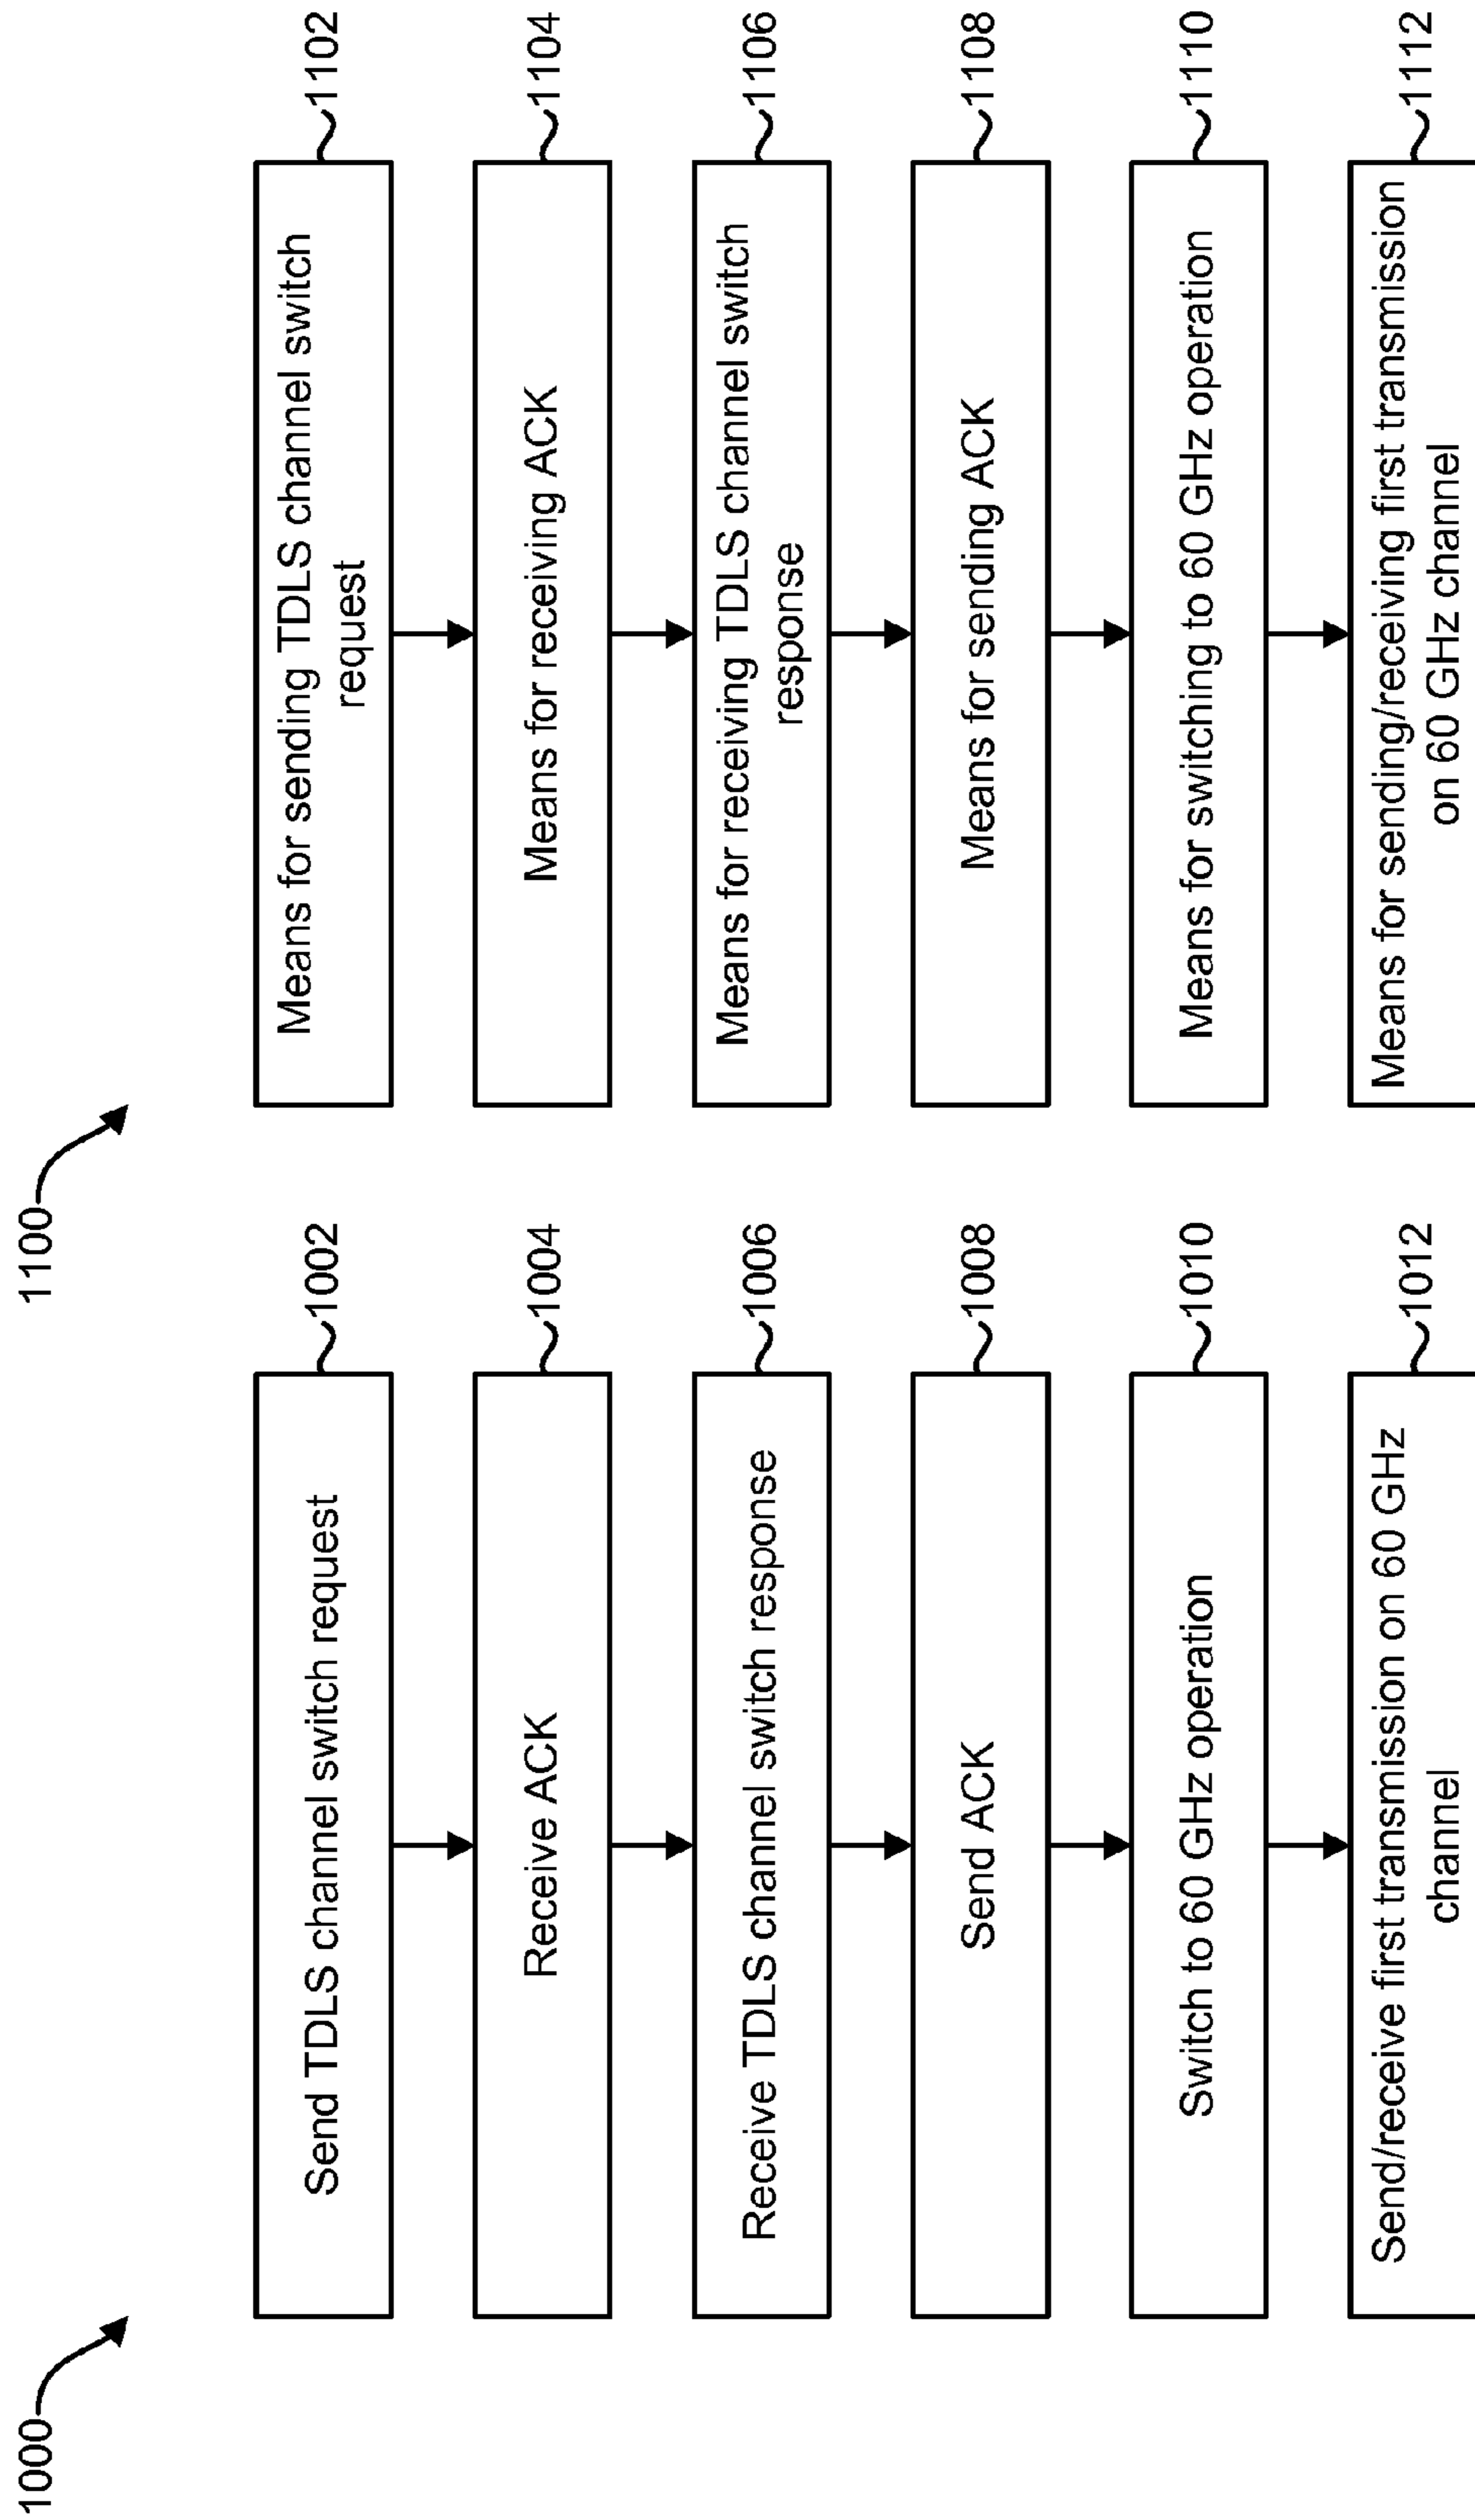 1000
Send TDLS channel switch request
1002
Receive ACK
1004
Receive TDLS channel switch response
1006
Send ACK
1008
Switch to 60 GHz operation
1010
Send/receive first transmission on 60 GHz
channel
1012
1100
Means for sending TDLS channel switch
request
1102
Means for receiving ACK
1104
Means for receiving TDLS channel switch
response
1106
Means for sending ACK
1108
Means for switching to 60 GHz operation
1110
Means for sending/receiving first transmission
on 60 GHz channel
1112